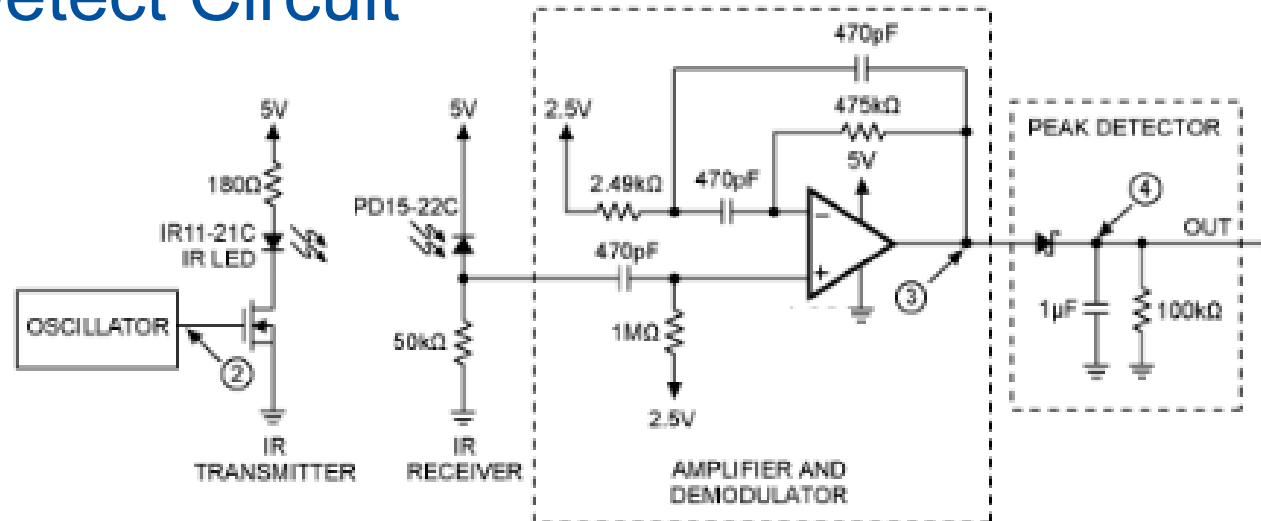 etect Circuit
5V
180Ω
IR11-21C
IR LED
OSCILLATOR
2
IR
TRANSMITTER
5V
PD15-22C
50kΩ
IR
RECEIVER
2.5V
2.49kΩ
470pF
470pF
475kΩ
5V
470pF
1MΩ
2.5V
−
+
3
AMPLIFIER AND
DEMODULATOR
PEAK DETECTOR
4
OUT
1µF
100kΩ